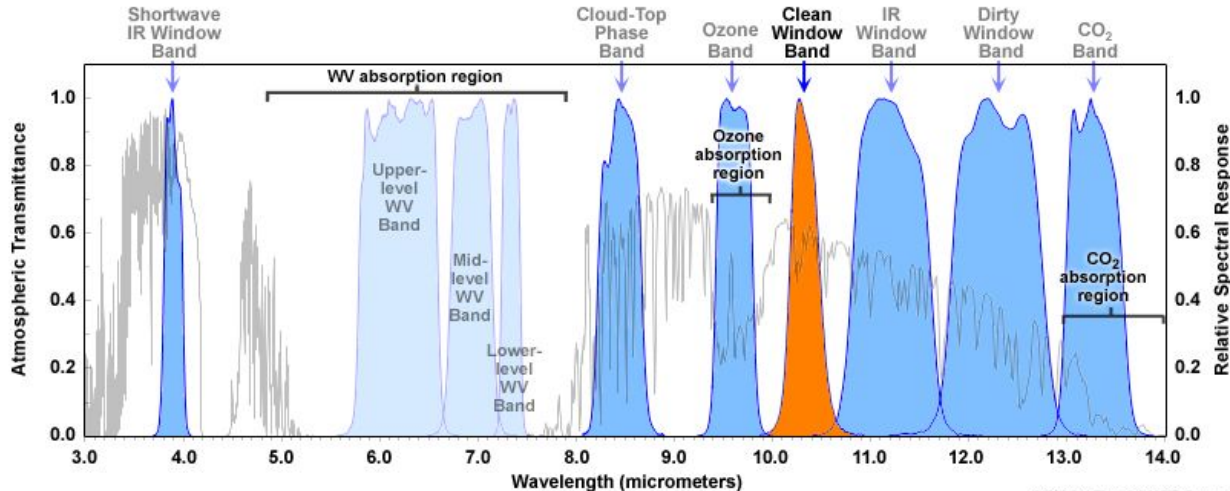 Shortwave
IR Window
Band
Cloud-Top
Phase
Band
Ozone
Band
Clean
Window
Band
IR
Window
Band
Dirty
Window
Band
CO₂
Band
WV absorption region
Ozone
absorption
region
Upper-
level
WV
Band
Mid-
level
WV
Band
Lower-
level
WV
Band
CO₂
absorption
region
Atmospheric Transmittance
1.0
0.8
0.6
0.4
0.2
0.0
Relative Spectral Response
1.0
0.8
0.6
0.4
0.2
0.0
3.0 4.0 5.0 6.0 7.0 8.0 9.0 10.0 11.0 12.0 13.0 14.0
Wavelength (micrometers)